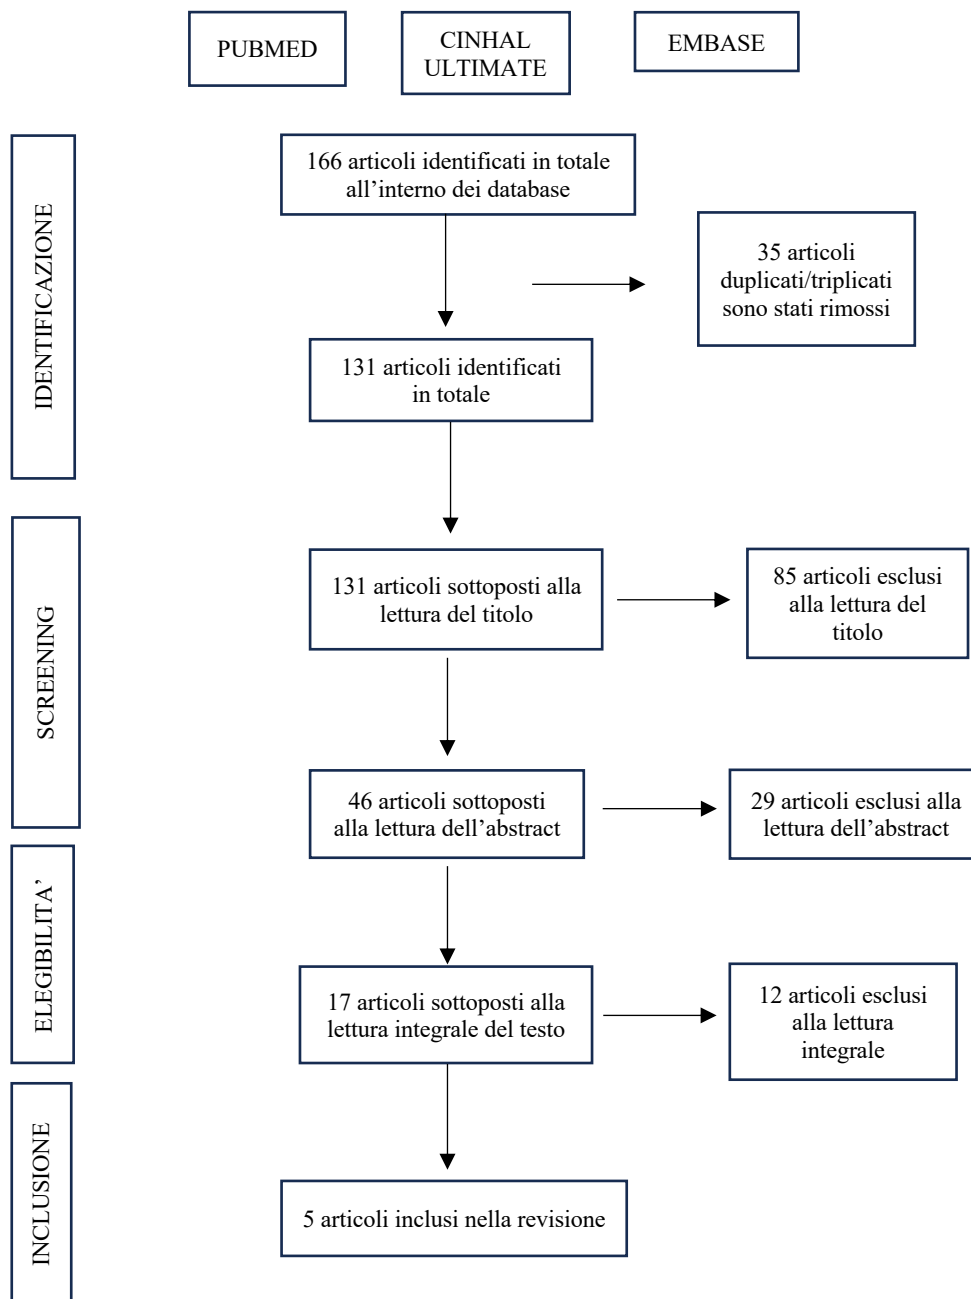 PUBMED
CINHAL
ULTIMATE
EMBASE
IDENTIFICAZIONE
166 articoli identificati in totale
all’interno dei database
35 articoli
duplicati/triplicati
sono stati rimossi
131 articoli identificati
in totale
SCREENING
131 articoli sottoposti alla
lettura del titolo
85 articoli esclusi
alla lettura del
titolo
46 articoli sottoposti
alla lettura dell’abstract
29 articoli esclusi alla
lettura dell’abstract
ELEGIBILITA’
17 articoli sottoposti alla
lettura integrale del testo
12 articoli esclusi
alla lettura
integrale
INCLUSIONE
5 articoli inclusi nella revisione